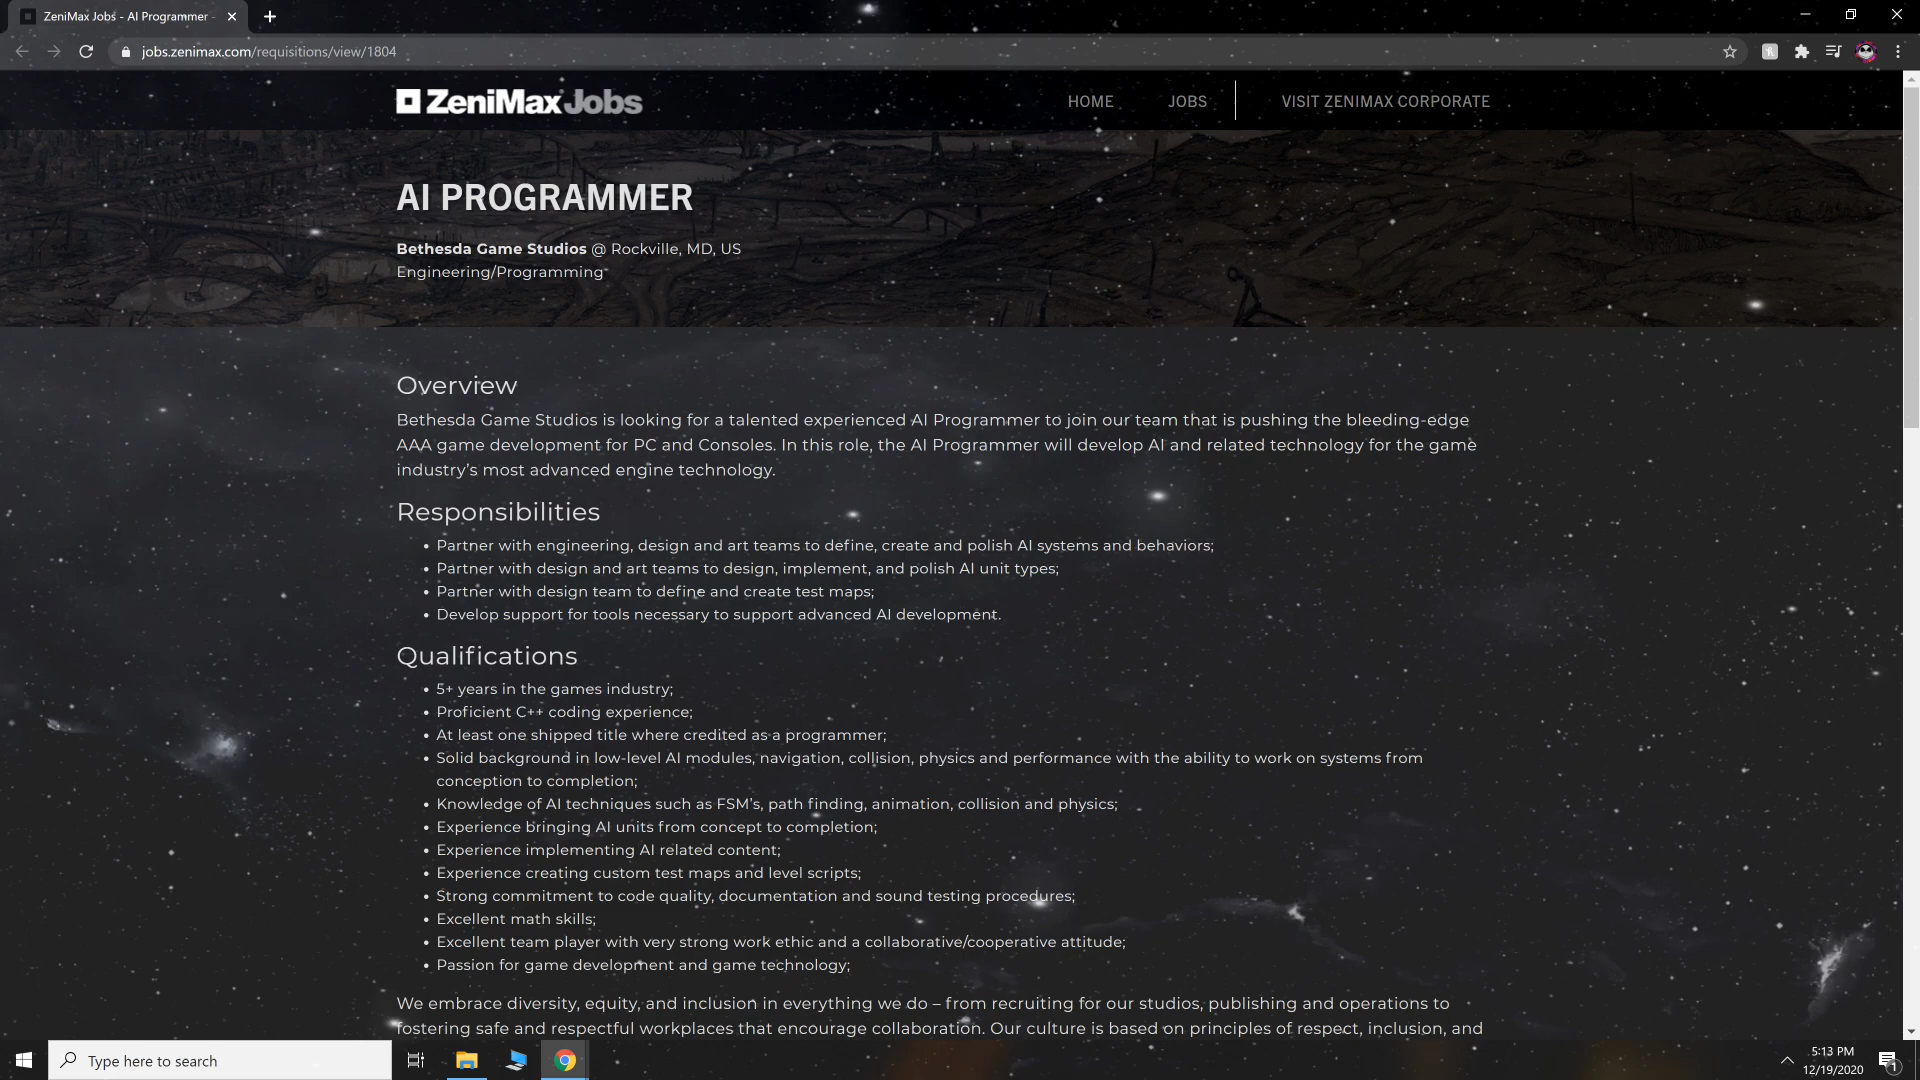 ZeniMax Jobs - AI Programmer -
jobs.zenimax.com/requisitions/view/1804
ZeniMaxJobs
HOME
JOBS
VISIT ZENIMAX CORPORATE
AI PROGRAMMER
Bethesda Game Studios @ Rockville, MD, US
Engineering/Programming
Overview
Bethesda Game Studios is looking for a talented experienced AI Programmer to join our team that is pushing the bleeding-edge
AAA game development for PC and Consoles. In this role, the AI Programmer will develop AI and related technology for the game
industry’s most advanced engine technology.
Responsibilities
• Partner with engineering, design and art teams to define, create and polish AI systems and behaviors;
• Partner with design and art teams to design, implement, and polish AI unit types;
• Partner with design team to define and create test maps;
• Develop support for tools necessary to support advanced AI development.
Qualifications
• 5+ years in the games industry;
• Proficient C++ coding experience;
• At least one shipped title where credited as a programmer;
• Solid background in low-level AI modules, navigation, collision, physics and performance with the ability to work on systems from
conception to completion;
• Knowledge of AI techniques such as FSM’s, path finding, animation, collision and physics;
• Experience bringing AI units from concept to completion;
• Experience implementing AI related content;
• Experience creating custom test maps and level scripts;
• Strong commitment to code quality, documentation and sound testing procedures;
• Excellent math skills;
• Excellent team player with very strong work ethic and a collaborative/cooperative attitude;
• Passion for game development and game technology;
We embrace diversity, equity, and inclusion in everything we do – from recruiting for our studios, publishing and operations to
fostering safe and respectful workplaces that encourage collaboration. Our culture is based on principles of respect, inclusion, and
Type here to search
5:13 PM
12/19/2020
1